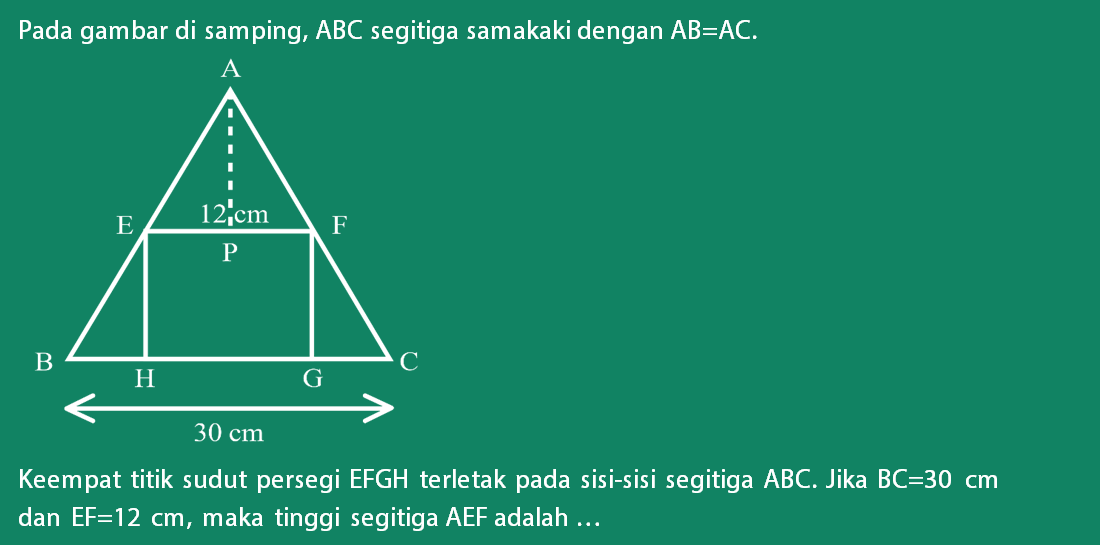 Pada gambar di samping, ABC segitiga samakaki dengan AB=AC.
A
E 12 cm F
P
B C
H G
30 cm
Keempat titik sudut persegi EFGH terletak pada sisi-sisi segitiga ABC. Jika BC=30 cm
dan EF=12 cm, maka tinggi segitiga AEF adalah ...